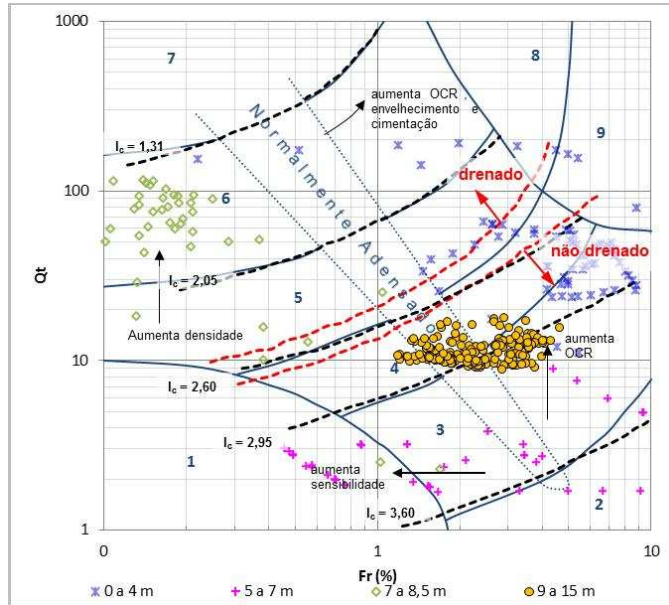 1000
7
8
9
aumenta OCR
envelhecimento e
cimentação
Normalmente Adensado
Ic = 1,31
drenado
100
6
não drenado
Qt
Ic = 2,05
5
Aumenta densidade
10
Ic = 2,60
4
aumenta
OCR
Ic = 2,95
3
1
aumenta
sensibilidade
2
Ic = 3,60
1
0
1
10
Fr (%)
0 a 4 m
5 a 7 m
7 a 8,5 m
9 a 15 m